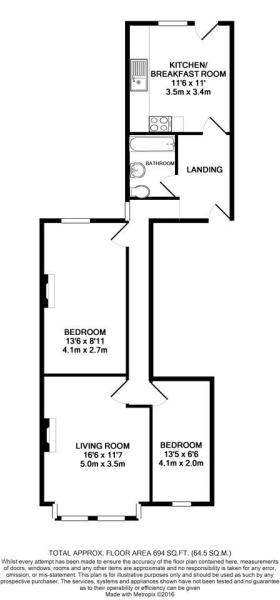 KITCHEN/
BREAKFAST ROOM
11'6 x 11'
3.5m x 3.4m
BATHROOM
LANDING
BEDROOM
13'6 x 8'11
4.1m x 2.7m
LIVING ROOM
16'6 x 11'7
5.0m x 3.5m
BEDROOM
13'5 x 6'6
4.1m x 2.0m
TOTAL APPROX. FLOOR AREA 694 SQ.FT. (64.5 SQ.M.)
Whilst every attempt has been made to ensure the accuracy of the floor plan contained here, measurements
of doors, windows, rooms and any other items are approximate and no responsibility is taken for any error,
omission, or mis-statement. This plan is for illustrative purposes only and should be used as such by any
prospective purchaser. The services, systems and appliances shown have not been tested and no guarantee
as to their operability or efficiency can be given
Made with Metropix ©2016